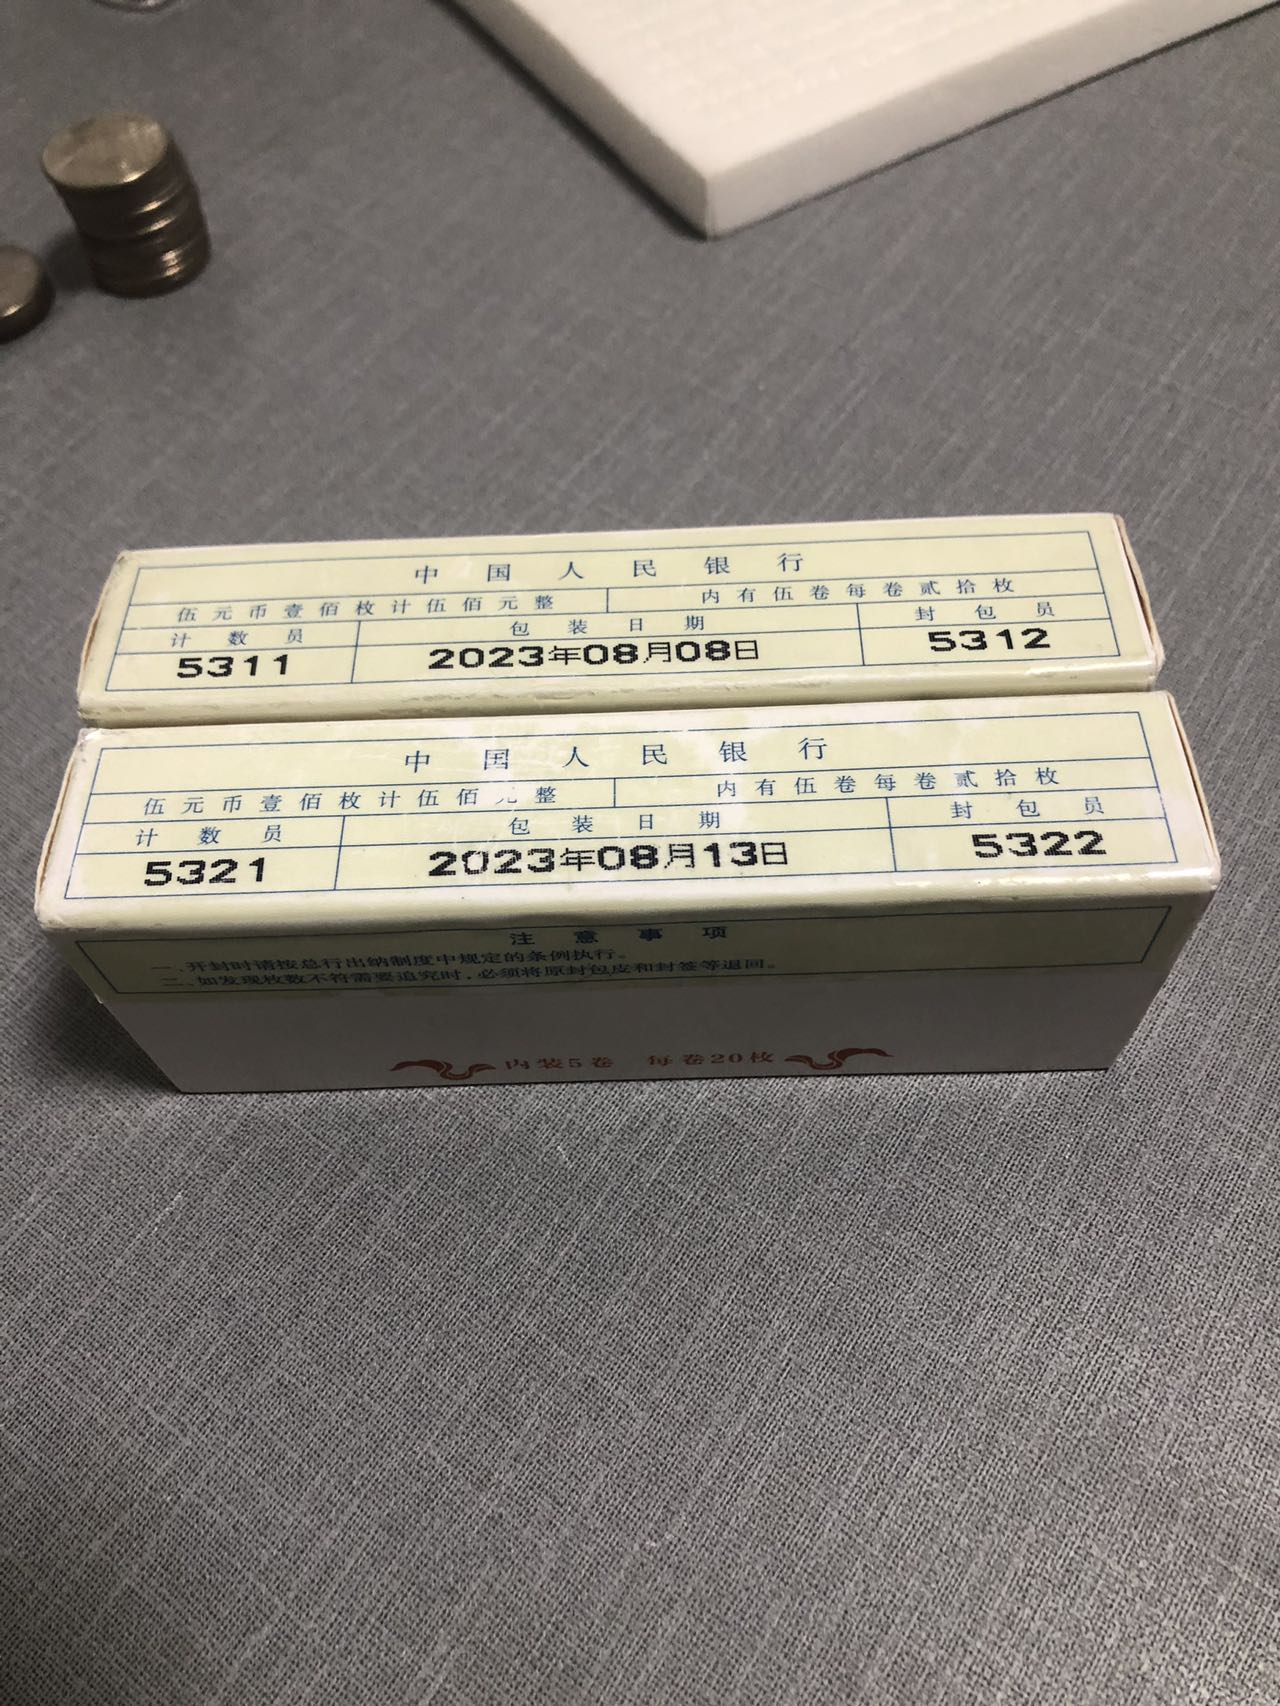 中国人民银行
伍元币壹佰枚计伍佰元整 内有伍卷每卷贰拾枚
计数员 包装日期 封包员
5311 2023年08月08日 5312
中国人民银行
伍元币壹佰枚计伍佰元整 内有伍卷每卷贰拾枚
计数员 包装日期 封包员
5321 2023年08月13日 5322
注意事项
一、开封时请按总行出纳制度中规定的条例执行。
二、如发现枚数不符需要追究时，必须将原封包皮和封签等退回。
内装5卷 每卷20枚